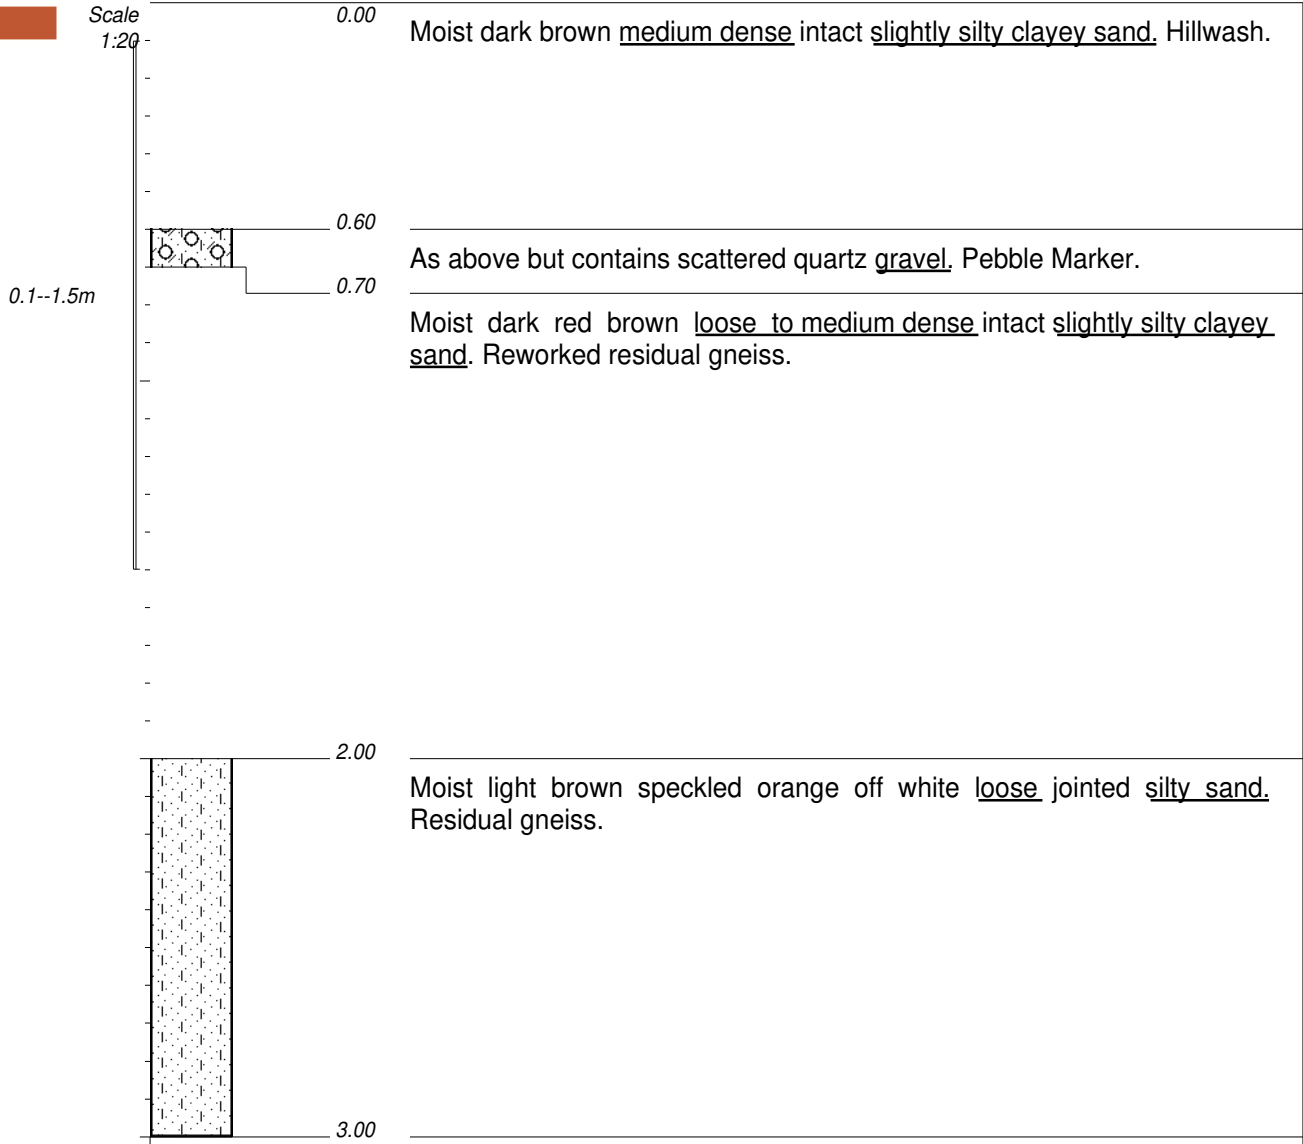 Scale
1:20
0.00
Moist dark brown medium dense intact slightly silty clayey sand. Hillwash.
0.60
As above but contains scattered quartz gravel. Pebble Marker.
0.70
0.1--1.5m
Moist dark red brown loose to medium dense intact slightly silty clayey
sand. Reworked residual gneiss.
2.00
Moist light brown speckled orange off white loose jointed silty sand.
Residual gneiss.
3.00